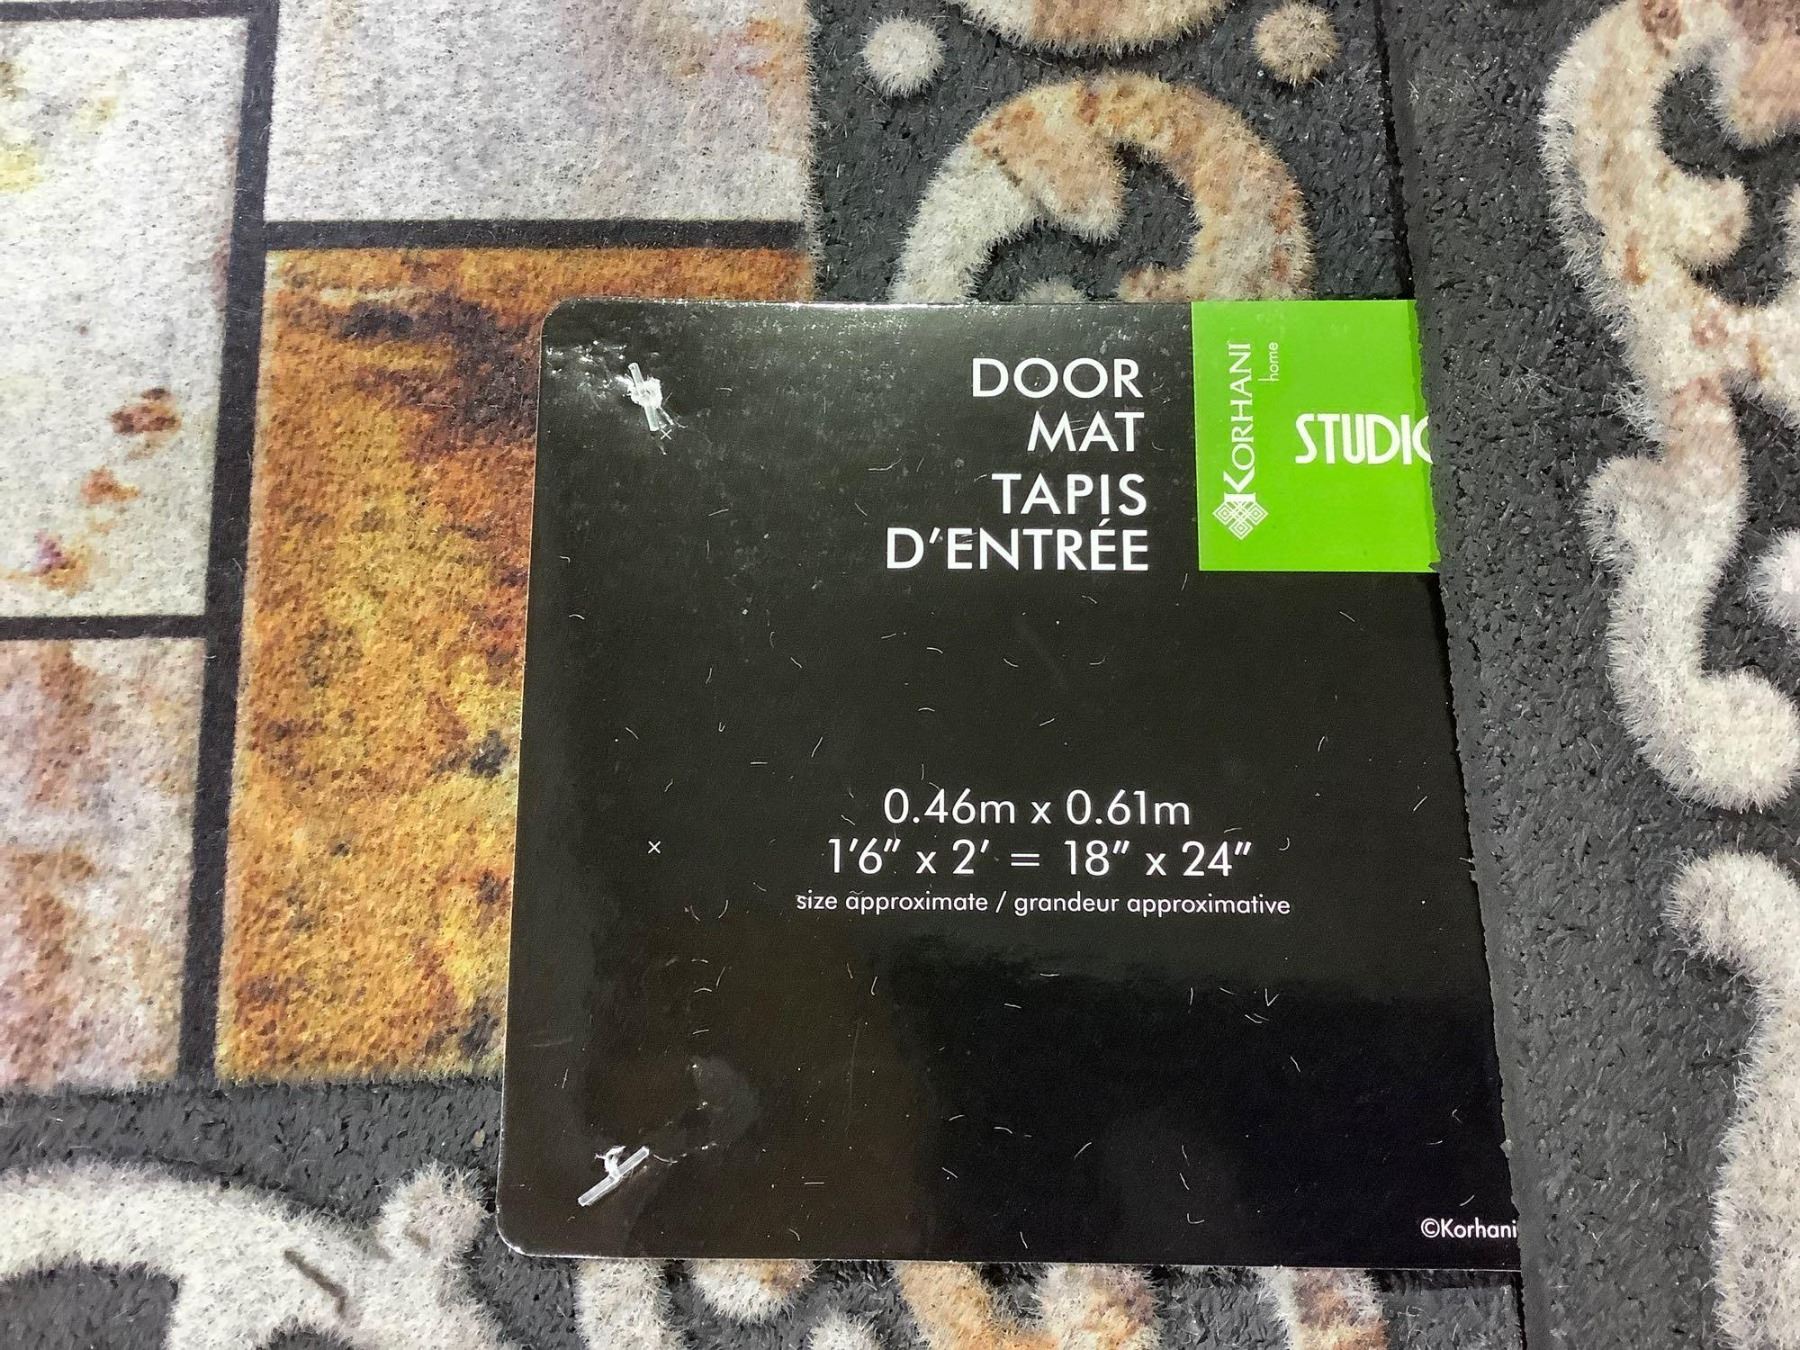 DOOR
MAT
TAPIS
D'ENTRÉE
KORHANI
home
STUDIO
0.46m x 0.61m
1'6" x 2' = 18" x 24"
size approximate / grandeur approximative
©Korhani